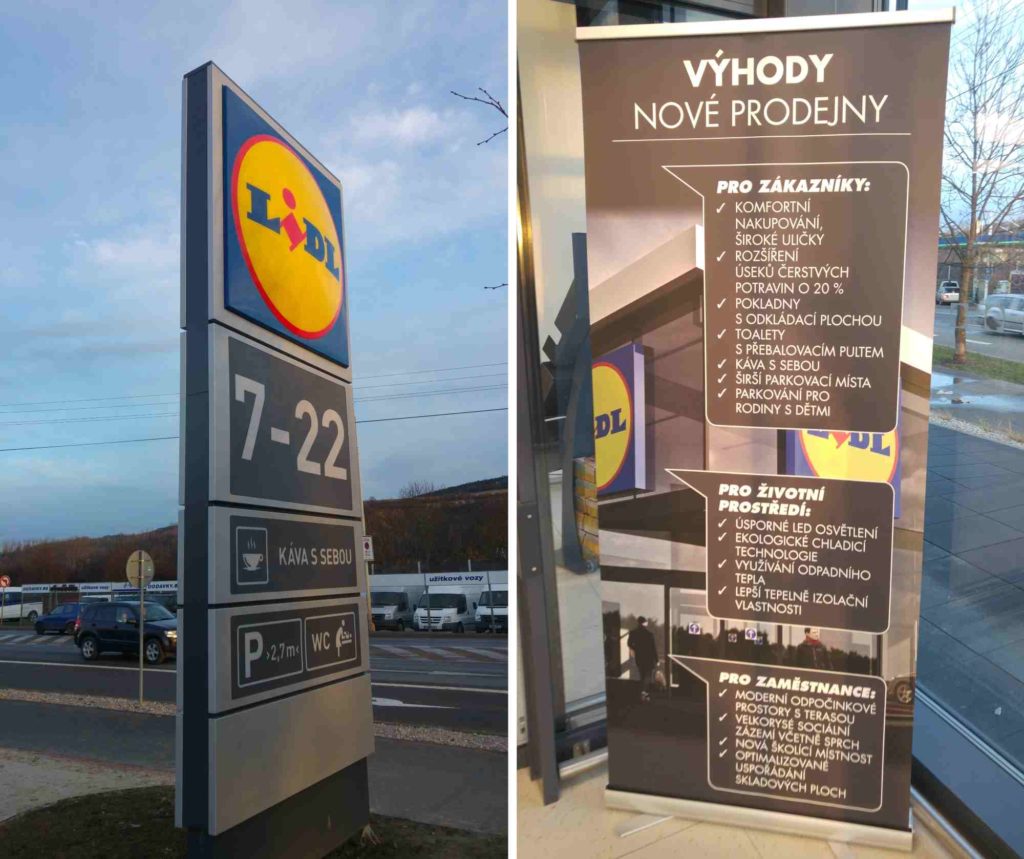 LIDL
7-22
KÁVA S SEBOU
P >2,7m<
WC
užitkové vozy
VÝHODY
NOVÉ PRODEJNY
PRO ZÁKAZNÍKY:
✓ KOMFORTNÍ
NAKUPOVÁNÍ,
ŠIROKÉ ULIČKY
✓ ROZŠÍŘENÍ
ÚSEKŮ ČERSTVÝCH
POTRAVIN O 20 %
✓ POKLADNY
S ODKLÁDACÍ PLOCHOU
✓ TOALETY
S PŘEBALOVACÍM PULTEM
✓ KÁVA S SEBOU
✓ ŠIRŠÍ PARKOVACÍ MÍSTA
✓ PARKOVÁNÍ PRO
RODINY S DĚTMI
DL
LIDL
PRO ŽIVOTNÍ
PROSTŘEDÍ:
✓ ÚSPORNÉ LED OSVĚTLENÍ
✓ EKOLOGICKÉ CHLADICÍ
TECHNOLOGIE
✓ VYUŽÍVÁNÍ ODPADNÍHO
TEPLA
✓ LEPŠÍ TEPELNĚ IZOLAČNÍ
VLASTNOSTI
PRO ZAMĚSTNANCE:
✓ MODERNÍ ODPOČINKOVÉ
PROSTORY S TERASOU
✓ VELKORYSÉ SOCIÁLNÍ
ZÁZEMÍ VČETNĚ SPRCH
✓ NOVÁ ŠKOLÍCÍ MÍSTNOST
✓ OPTIMALIZOVANÉ
USPOŘÁDÁNÍ
SKLADOVÝCH PLOCH